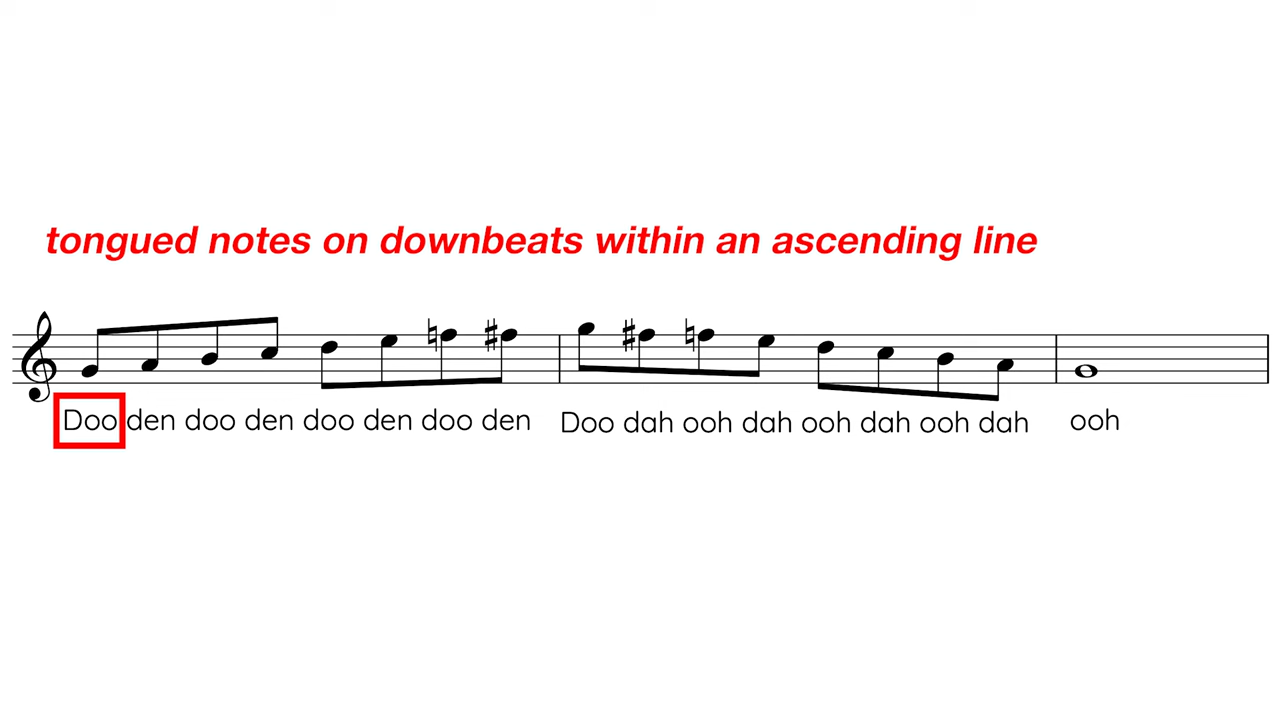 tongued notes on downbeats within an ascending line
Doo den doo den doo den doo den Doo dah ooh dah ooh dah ooh dah ooh